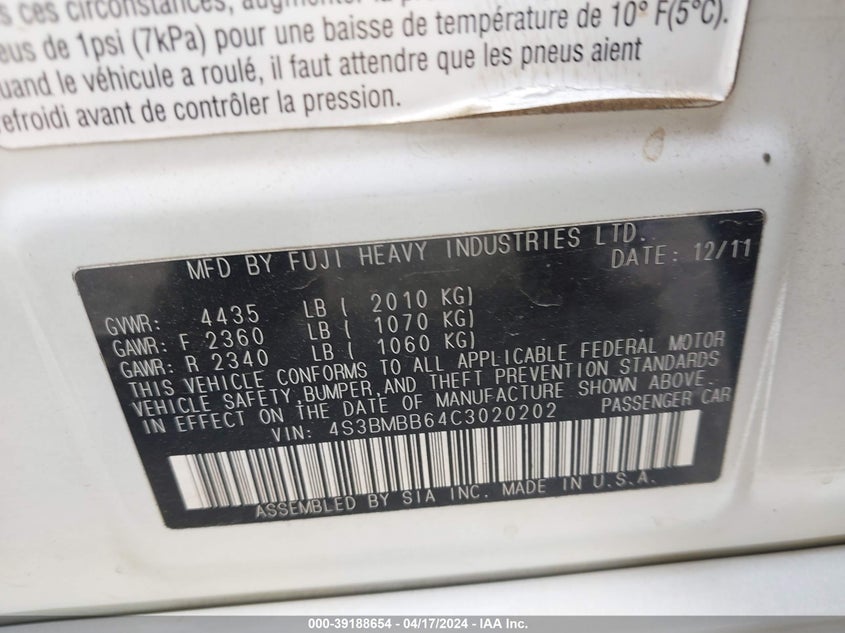 s ces circonstances, augmenter la
eus de 1psi (7kPa) pour une baisse de température de 10° F(5°C).
uand le véhicule a roulé, il faut attendre que les pneus aient
efroidi avant de contrôler la pression.
MFD BY FUJI HEAVY INDUSTRIES LTD. DATE: 12/11
GVWR: 4435 LB ( 2010 KG)
GAWR: F 2360 LB ( 1070 KG)
GAWR: R 2340 LB ( 1060 KG)
THIS VEHICLE CONFORMS TO ALL APPLICABLE FEDERAL MOTOR
VEHICLE SAFETY, BUMPER, AND THEFT PREVENTION STANDARDS
IN EFFECT ON THE DATE OF MANUFACTURE SHOWN ABOVE.
VIN: 4S3BMBB64C3020202 PASSENGER CAR
ASSEMBLED BY SIA INC. MADE IN U.S.A.
000-39188654 - 04/17/2024 - IAA Inc.